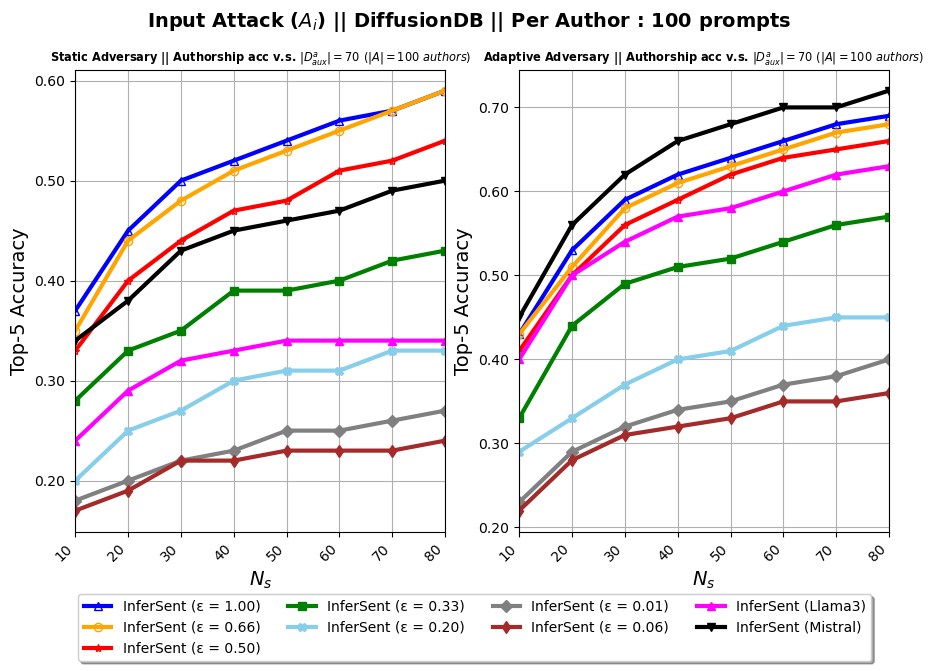 Input Attack (A_i) || DiffusionDB || Per Author : 100 prompts
Static Adversary || Authorship acc v.s. |D^a_aux| = 70 (|A| = 100 authors)
Adaptive Adversary || Authorship acc v.s. |D^a_aux| = 70 (|A| = 100 authors)
Top-5 Accuracy
0.60
0.50
0.40
0.30
0.20
10 20 30 40 50 60 70 80
N_s
Top-5 Accuracy
0.70
0.60
0.50
0.40
0.30
0.20
10 20 30 40 50 60 70 80
N_s
InferSent (ε = 1.00)
InferSent (ε = 0.66)
InferSent (ε = 0.50)
InferSent (ε = 0.33)
InferSent (ε = 0.20)
InferSent (ε = 0.01)
InferSent (ε = 0.06)
InferSent (Llama3)
InferSent (Mistral)